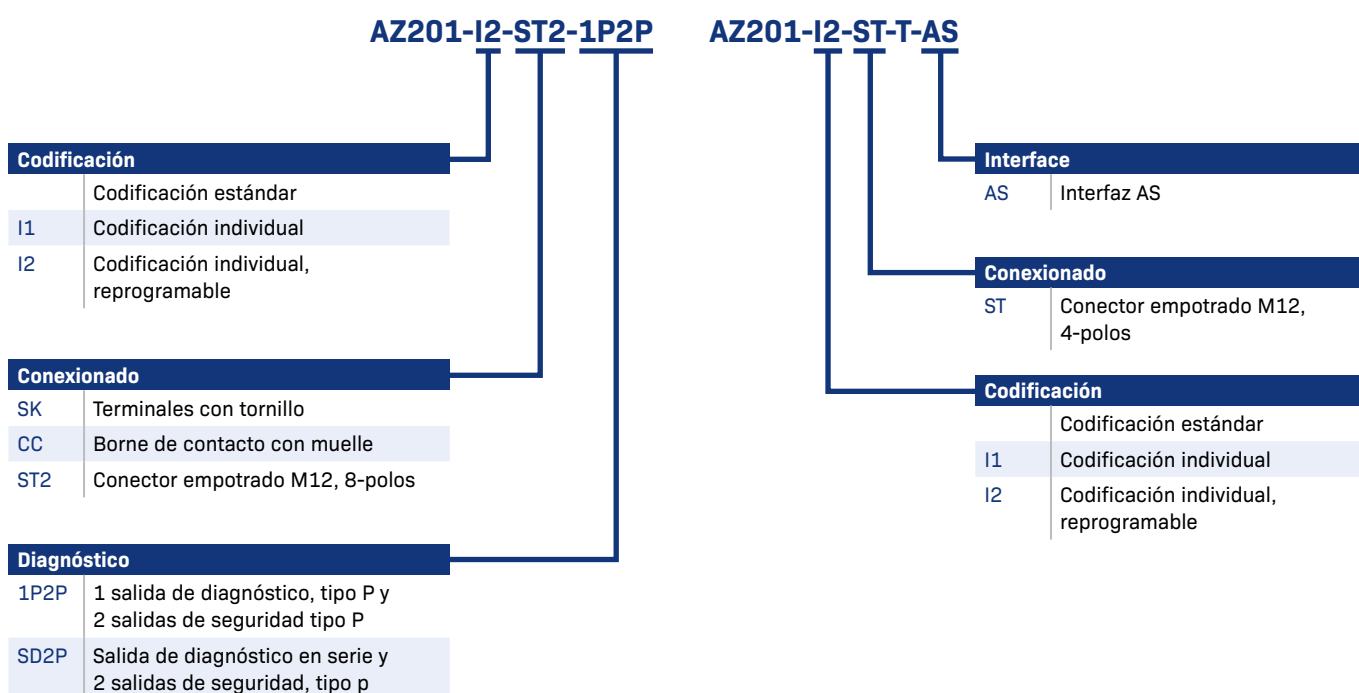 AZ201-I2-ST2-1P2P
Codificación
Codificación estándar
I1 Codificación individual
I2 Codificación individual,
reprogramable
Conexionado
SK Terminales con tornillo
CC Borne de contacto con muelle
ST2 Conector empotrado M12, 8-polos
Diagnóstico
1P2P 1 salida de diagnóstico, tipo P y
2 salidas de seguridad tipo P
SD2P Salida de diagnóstico en serie y
2 salidas de seguridad, tipo p
AZ201-I2-ST-T-AS
Interface
AS Interfaz AS
Conexionado
ST Conector empotrado M12,
4-polos
Codificación
Codificación estándar
I1 Codificación individual
I2 Codificación individual,
reprogramable